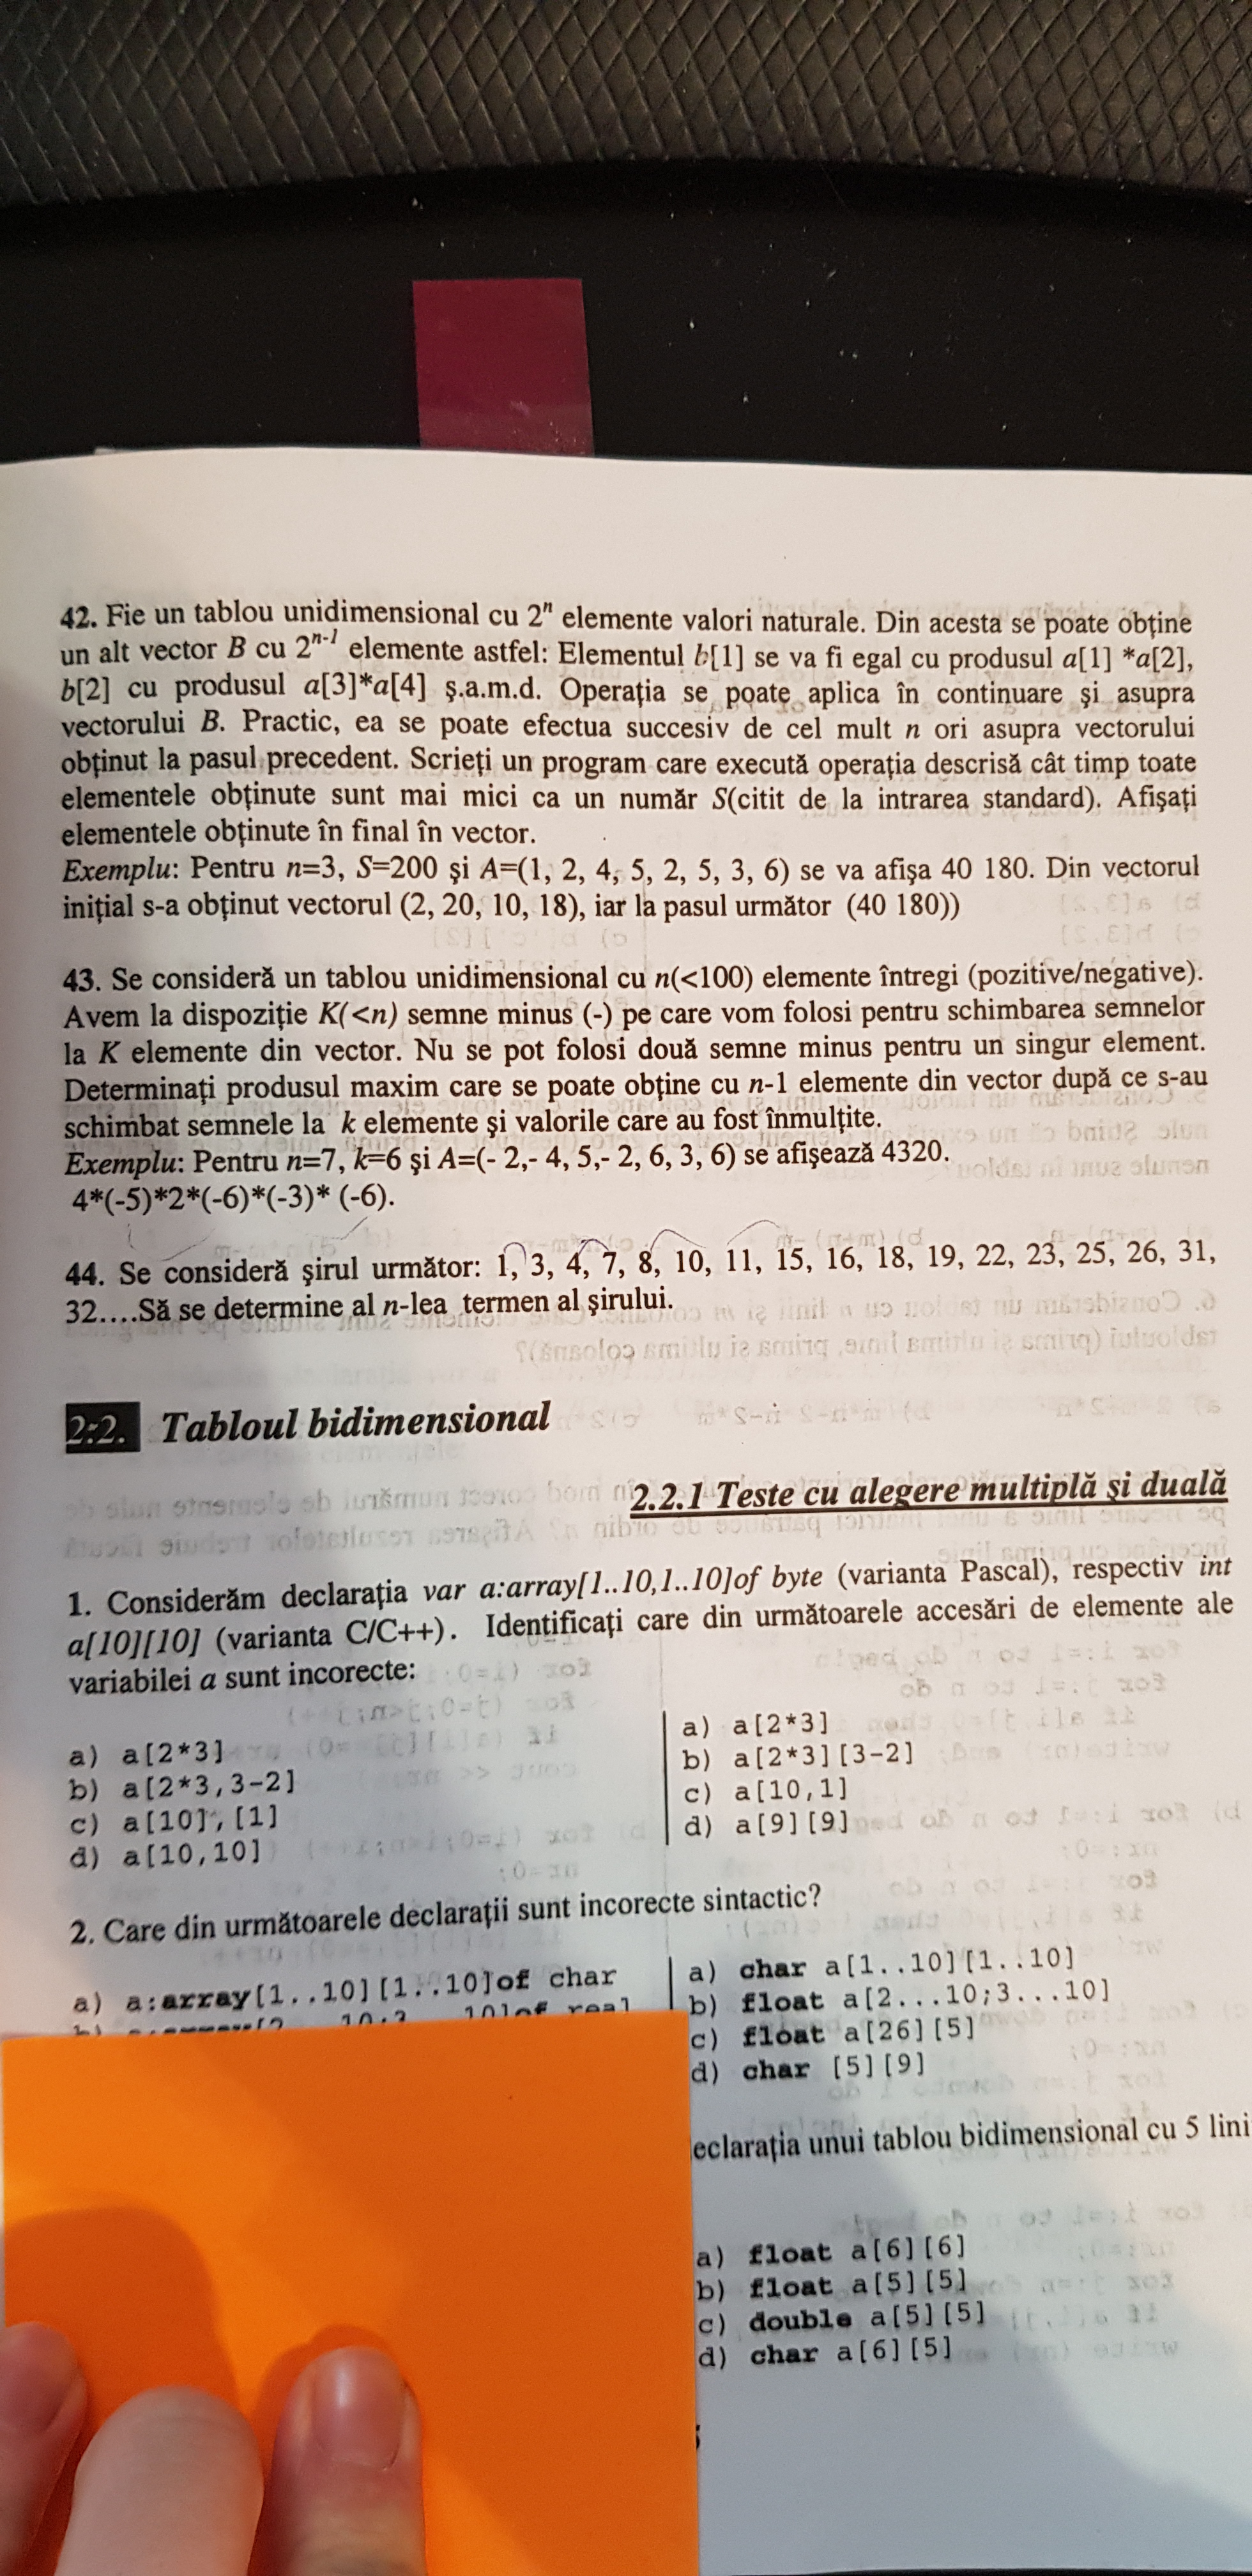 42. Fie un tablou unidimensional cu 2ⁿ elemente valori naturale. Din acesta se poate obţine
un alt vector B cu 2ⁿ⁻¹ elemente astfel: Elementul b[1] se va fi egal cu produsul a[1] *a[2],
b[2] cu produsul a[3]*a[4] ş.a.m.d. Operaţia se poate aplica în continuare şi asupra
vectorului B. Practic, ea se poate efectua succesiv de cel mult n ori asupra vectorului
obţinut la pasul precedent. Scrieţi un program care execută operaţia descrisă cât timp toate
elementele obţinute sunt mai mici ca un număr S(citit de la intrarea standard). Afişaţi
elementele obţinute în final în vector.
Exemplu: Pentru n=3, S=200 şi A=(1, 2, 4, 5, 2, 5, 3, 6) se va afişa 40 180. Din vectorul
iniţial s-a obţinut vectorul (2, 20, 10, 18), iar la pasul următor (40 180))
43. Se consideră un tablou unidimensional cu n(<100) elemente întregi (pozitive/negative).
Avem la dispoziţie K(<n) semne minus (-) pe care vom folosi pentru schimbarea semnelor
la K elemente din vector. Nu se pot folosi două semne minus pentru un singur element.
Determinaţi produsul maxim care se poate obţine cu n-1 elemente din vector după ce s-au
schimbat semnele la k elemente şi valorile care au fost înmulţite.
Exemplu: Pentru n=7, k=6 şi A=(- 2,- 4, 5,- 2, 6, 3, 6) se afişează 4320.
4*(-5)*2*(-6)*(-3)* (-6).
44. Se consideră şirul următor: 1, 3, 4, 7, 8, 10, 11, 15, 16, 18, 19, 22, 23, 25, 26, 31,
32....Să se determine al n-lea termen al şirului.
2.2. Tabloul bidimensional
2.2.1 Teste cu alegere multiplă şi duală
1. Considerăm declaraţia var a:array[1..10,1..10]of byte (varianta Pascal), respectiv int
a[10][10] (varianta C/C++). Identificaţi care din următoarele accesări de elemente ale
variabilei a sunt incorecte:
a) a[2*3]
b) a[2*3,3-2]
c) a[10],[1]
d) a[10,10]
a) a[2*3]
b) a[2*3][3-2]
c) a[10,1]
d) a[9][9]
2. Care din următoarele declaraţii sunt incorecte sintactic?
a) a:array[1..10][1..10]of char
a) char a[1..10][1..10]
b) float a[2...10;3...10]
c) float a[26][5]
d) char [5][9]
eclaraţia unui tablou bidimensional cu 5 lini
a) float a[6][6]
b) float a[5][5]
c) double a[5][5]
d) char a[6][5]